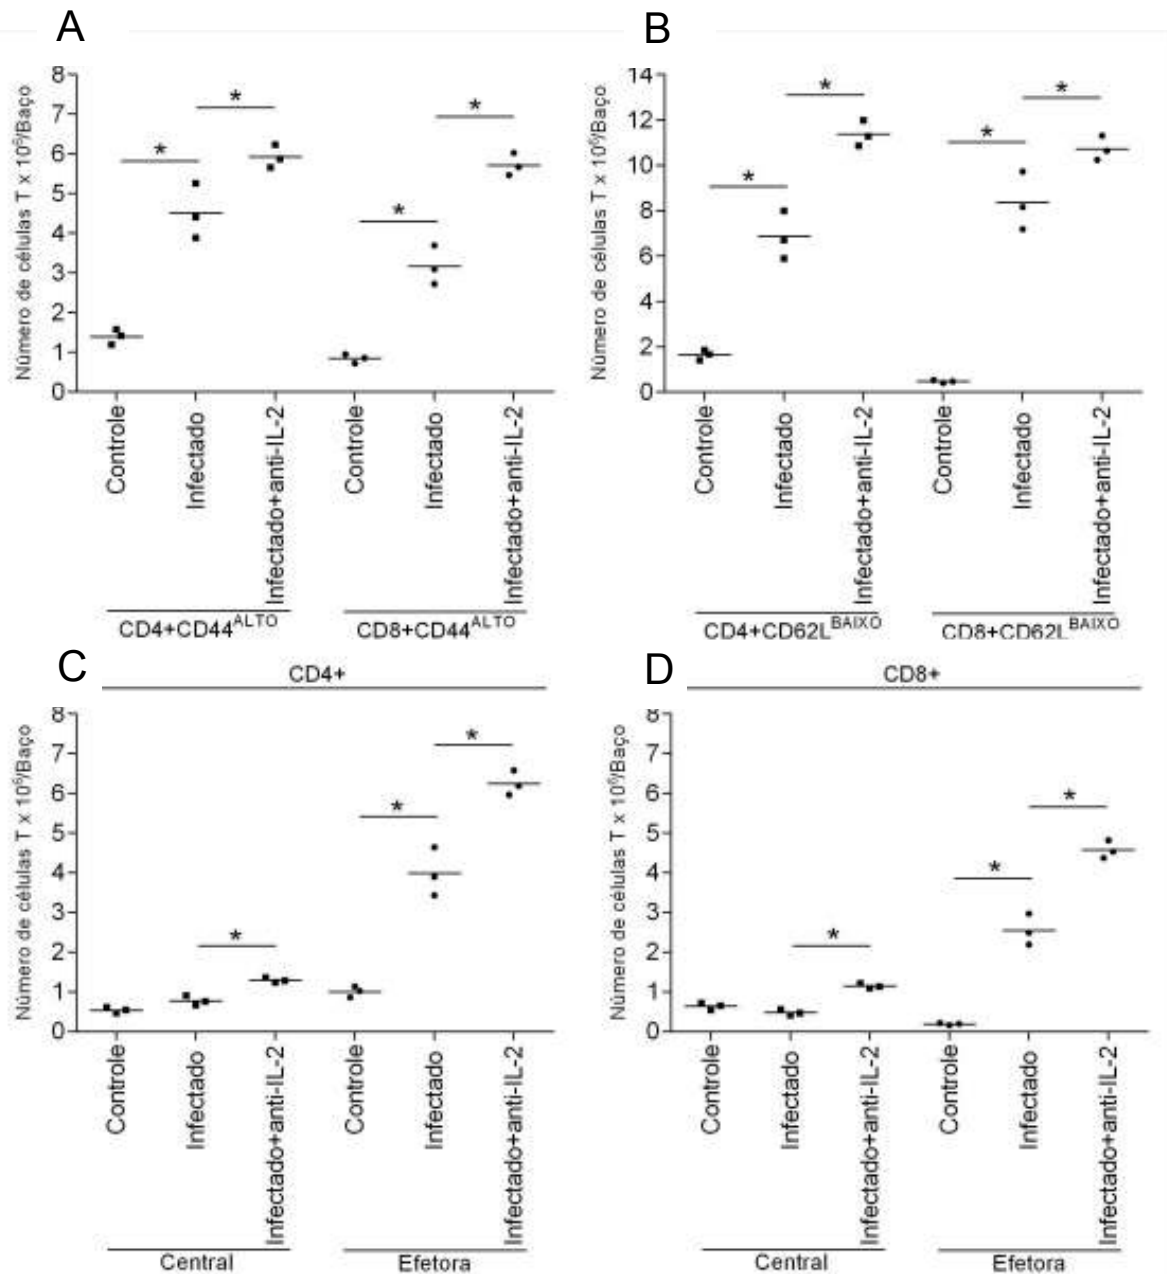 A
B
Número de células T x 10⁶/Baço
8
7
6
5
4
3
2
1
0
*
*
*
*
Controle
Infectado
Infectado+anti-IL-2
Controle
Infectado
Infectado+anti-IL-2
CD4+CD44ALTO
CD8+CD44ALTO
Número de células T x 10⁶/Baço
14
12
10
8
6
4
2
0
*
*
*
*
Controle
Infectado
Infectado+anti-IL-2
Controle
Infectado
Infectado+anti-IL-2
CD4+CD62LBAIXO
CD8+CD62LBAIXO
C
CD4+
Número de células T x 10⁶/Baço
8
7
6
5
4
3
2
1
0
*
*
*
Controle
Infectado
Infectado+anti-IL-2
Controle
Infectado
Infectado+anti-IL-2
Central
Efetora
D
CD8+
Número de células T x 10⁶/Baço
8
7
6
5
4
3
2
1
0
*
*
*
Controle
Infectado
Infectado+anti-IL-2
Controle
Infectado
Infectado+anti-IL-2
Central
Efetora